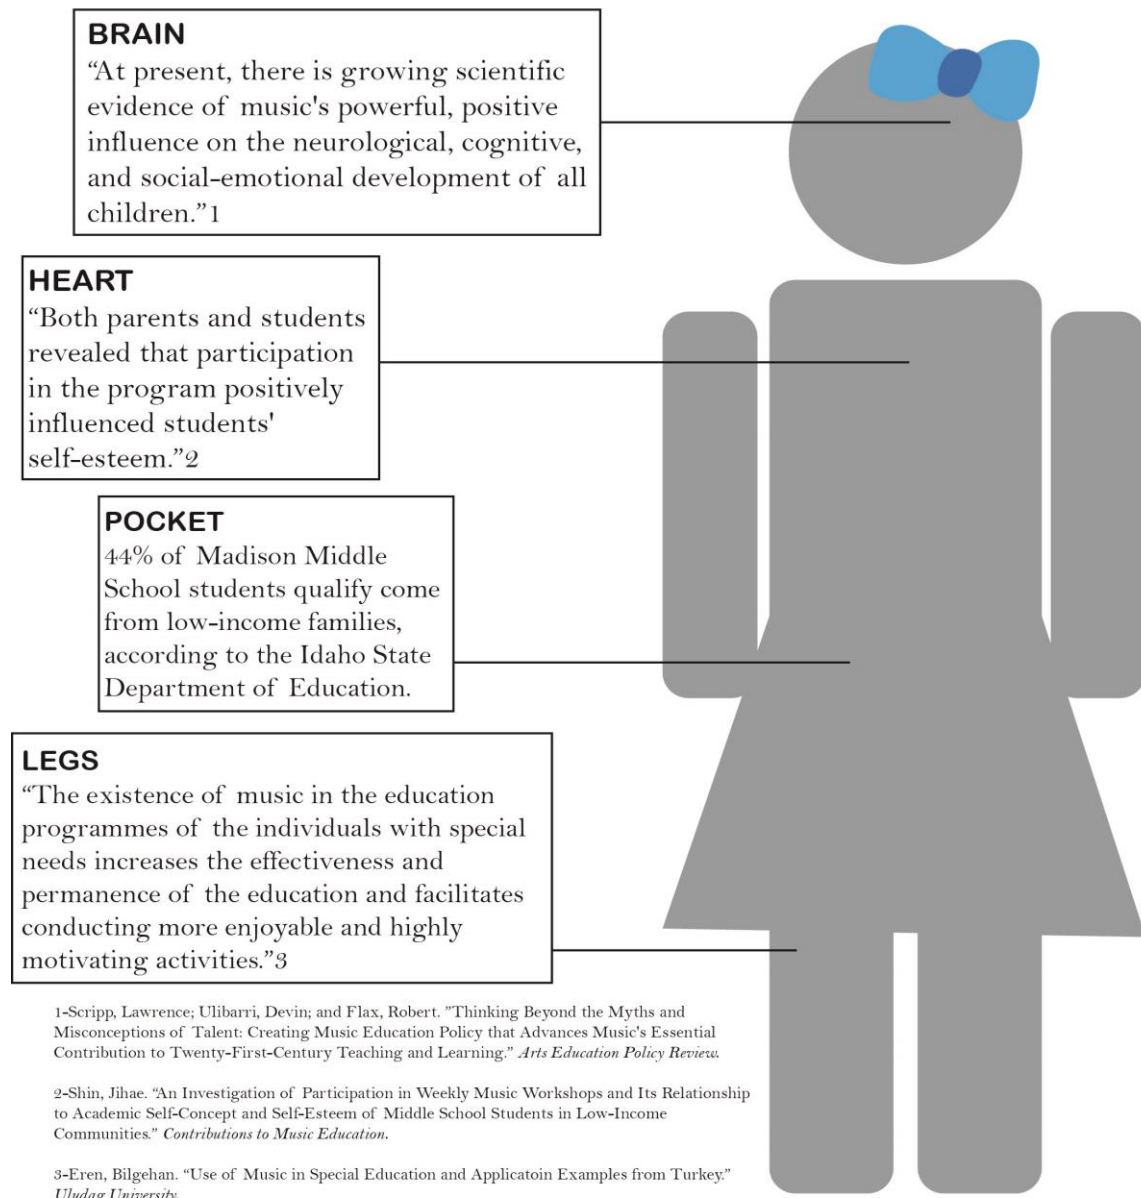 BRAIN
“At present, there is growing scientific
evidence of music's powerful, positive
influence on the neurological, cognitive,
and social-emotional development of all
children.”1
HEART
“Both parents and students
revealed that participation
in the program positively
influenced students'
self-esteem.”2
POCKET
44% of Madison Middle
School students qualify come
from low-income families,
according to the Idaho State
Department of Education.
LEGS
“The existence of music in the education
programmes of the individuals with special
needs increases the effectiveness and
permanence of the education and facilitates
conducting more enjoyable and highly
motivating activities.”3
1-Scripp, Lawrence; Ulibarri, Devin; and Flax, Robert. "Thinking Beyond the Myths and
Misconceptions of Talent: Creating Music Education Policy that Advances Music's Essential
Contribution to Twenty-First-Century Teaching and Learning.” Arts Education Policy Review.
2-Shin, Jihae. “An Investigation of Participation in Weekly Music Workshops and Its Relationship
to Academic Self-Concept and Self-Esteem of Middle School Students in Low-Income
Communities.” Contributions to Music Education.
3-Eren, Bilgehan. “Use of Music in Special Education and Applicatoin Examples from Turkey.”
Uludag University.